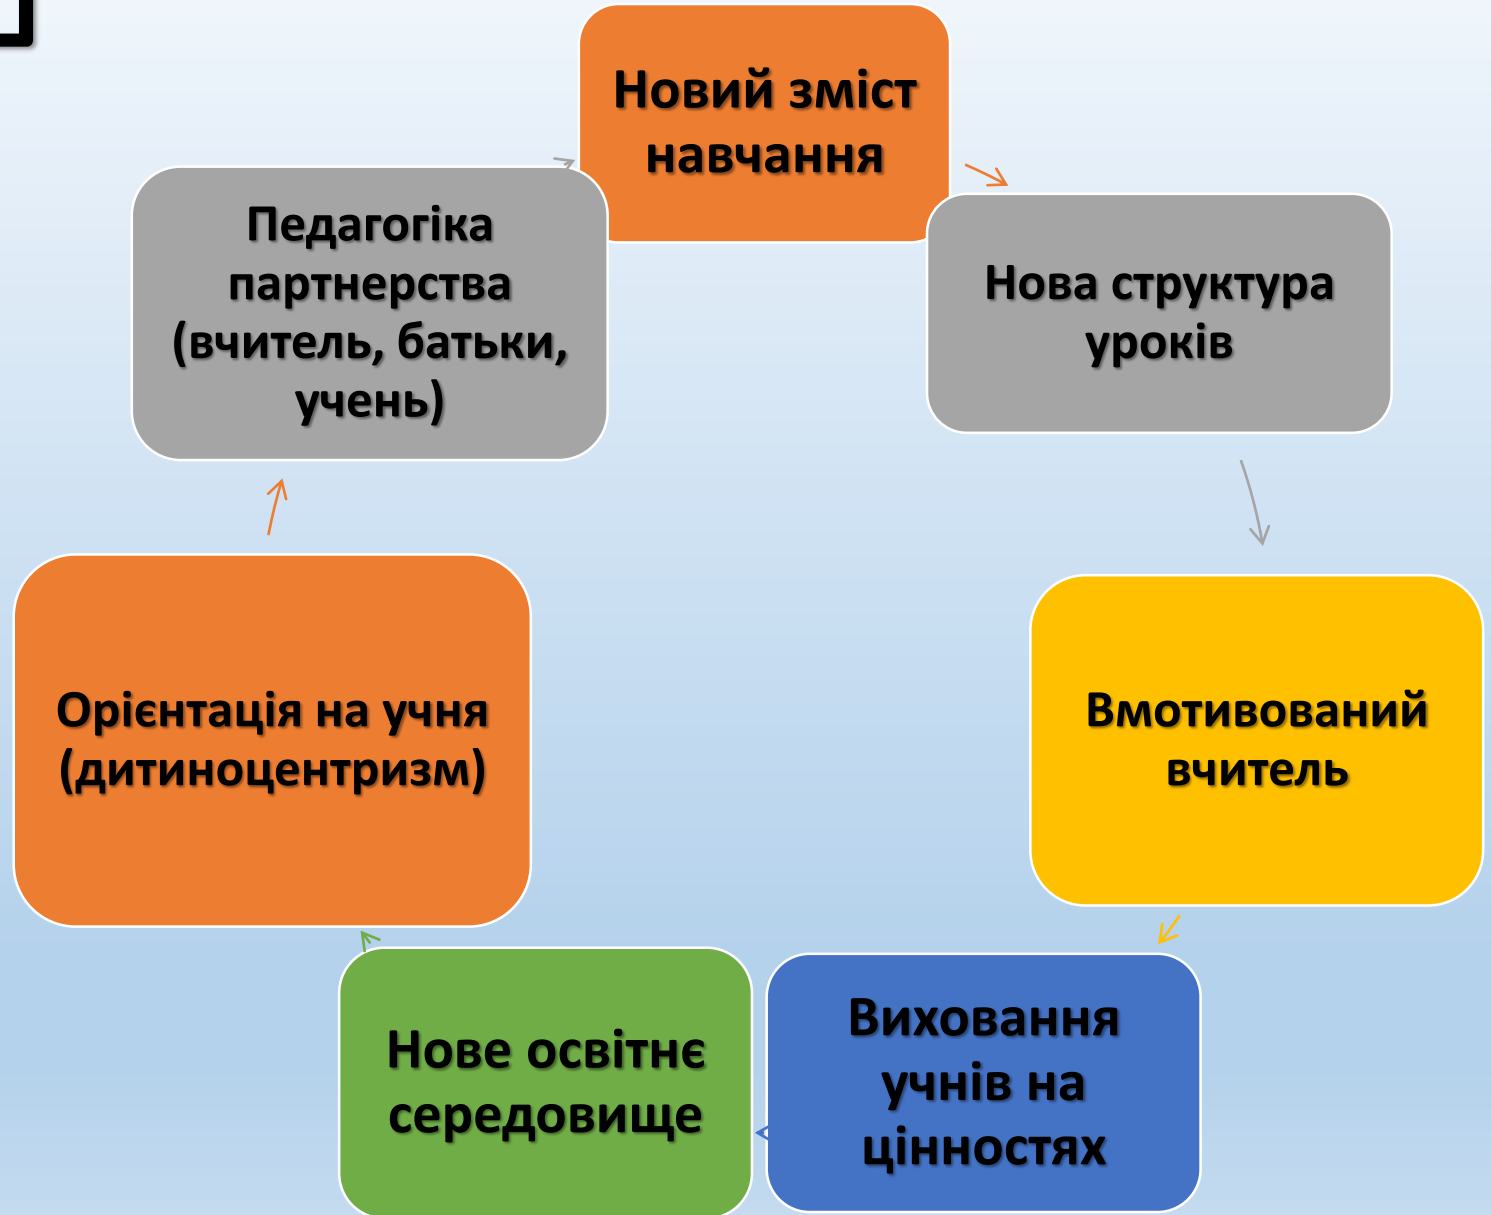 Новий зміст
навчання
Нова структура
уроків
Вмотивований
вчитель
Виховання
учнів на
цінностях
Нове освітнє
середовище
Орієнтація на учня
(дитиноцентризм)
Педагогіка
партнерства
(вчитель, батьки,
учень)